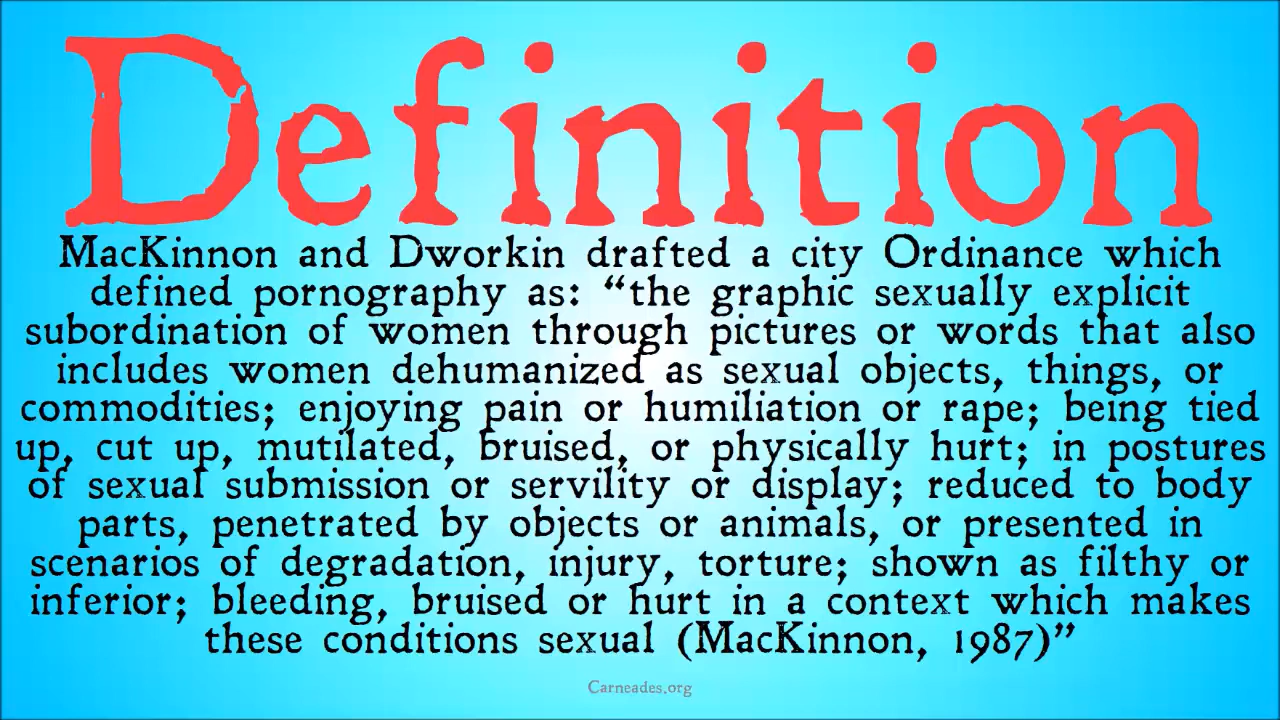 Definition
MacKinnon and Dworkin drafted a city Ordinance which
defined pornography as: “the graphic sexually explicit
subordination of women through pictures or words that also
includes women dehumanized as sexual objects, things, or
commodities; enjoying pain or humiliation or rape; being tied
up, cut up, mutilated, bruised, or physically hurt; in postures
of sexual submission or servility or display; reduced to body
parts, penetrated by objects or animals, or presented in
scenarios of degradation, injury, torture; shown as filthy or
inferior; bleeding, bruised or hurt in a context which makes
these conditions sexual (MacKinnon, 1987)”
Carneades.org